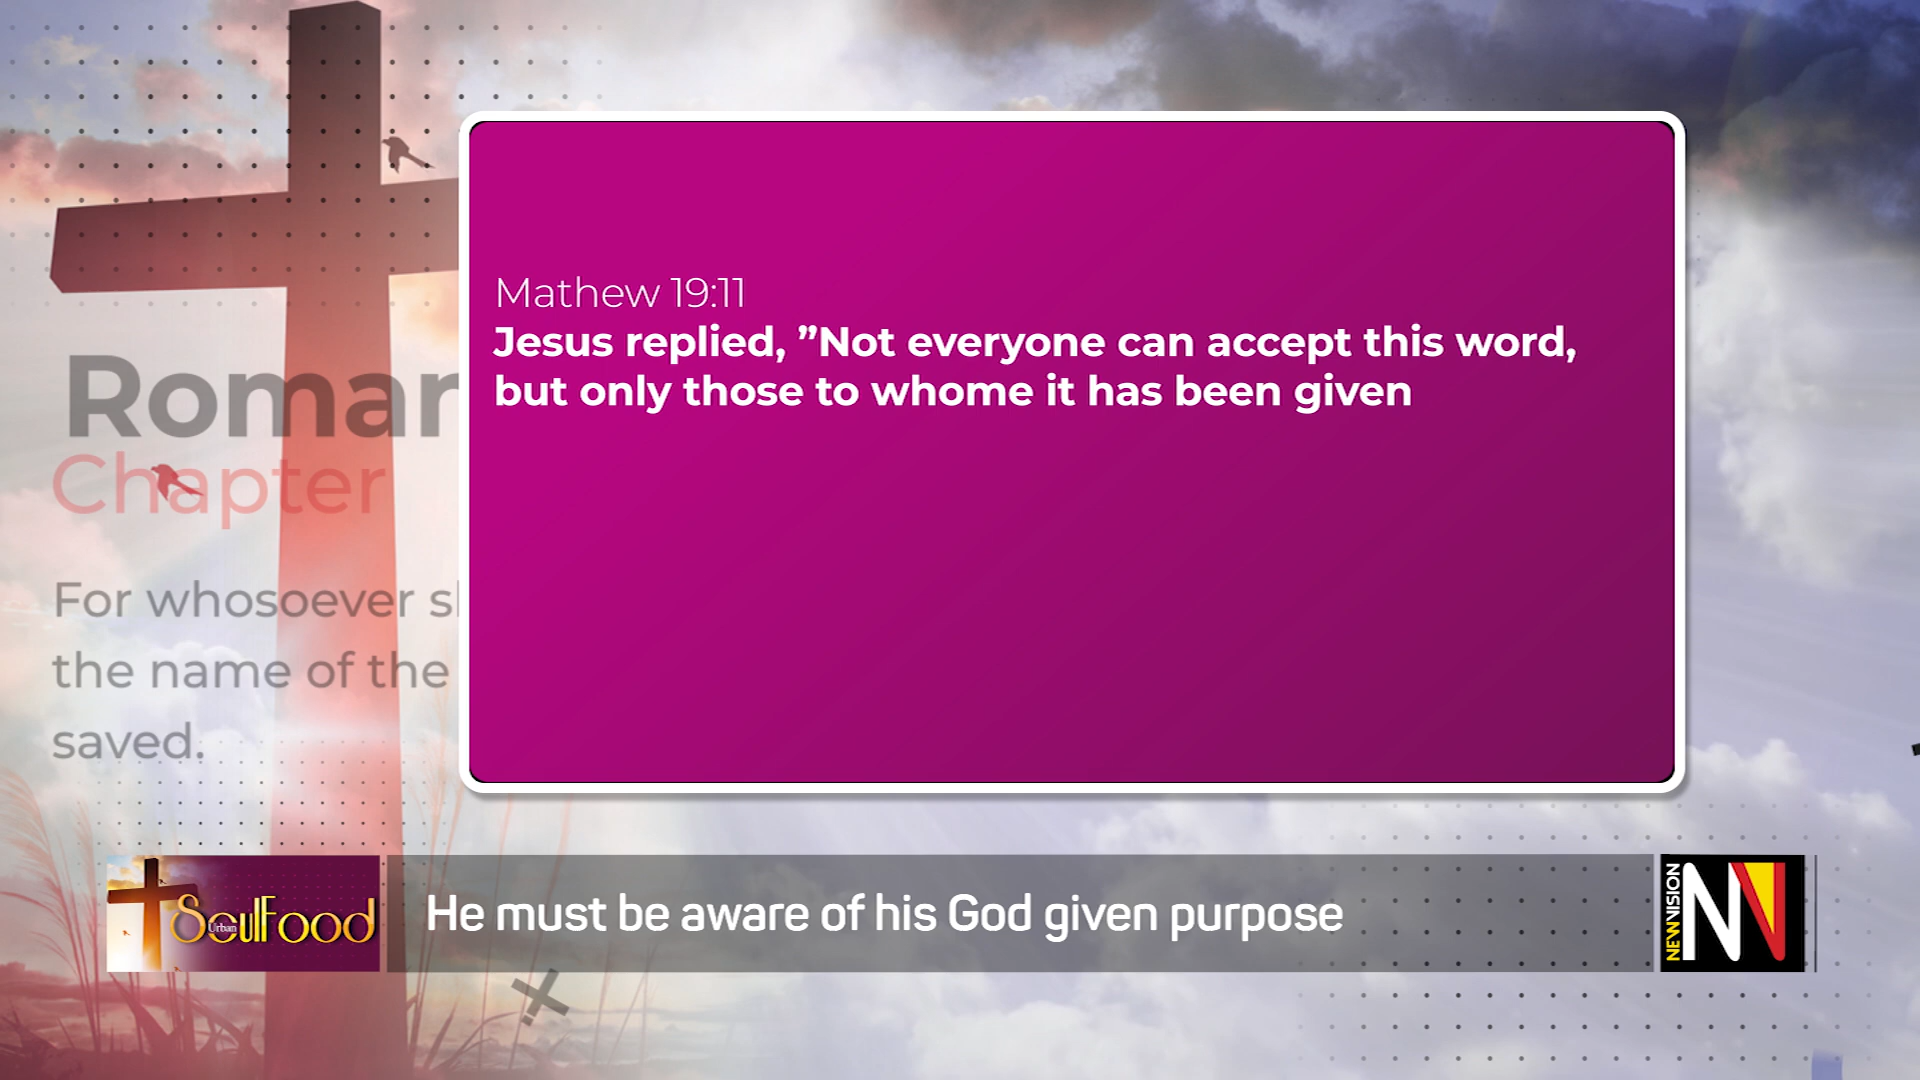 Mathew 19:11
Jesus replied, ”Not everyone can accept this word,
but only those to whome it has been given
Chapter
For whosoever
the name of the
saved.
Urban SoulFood
He must be aware of his God given purpose
NEWVISION